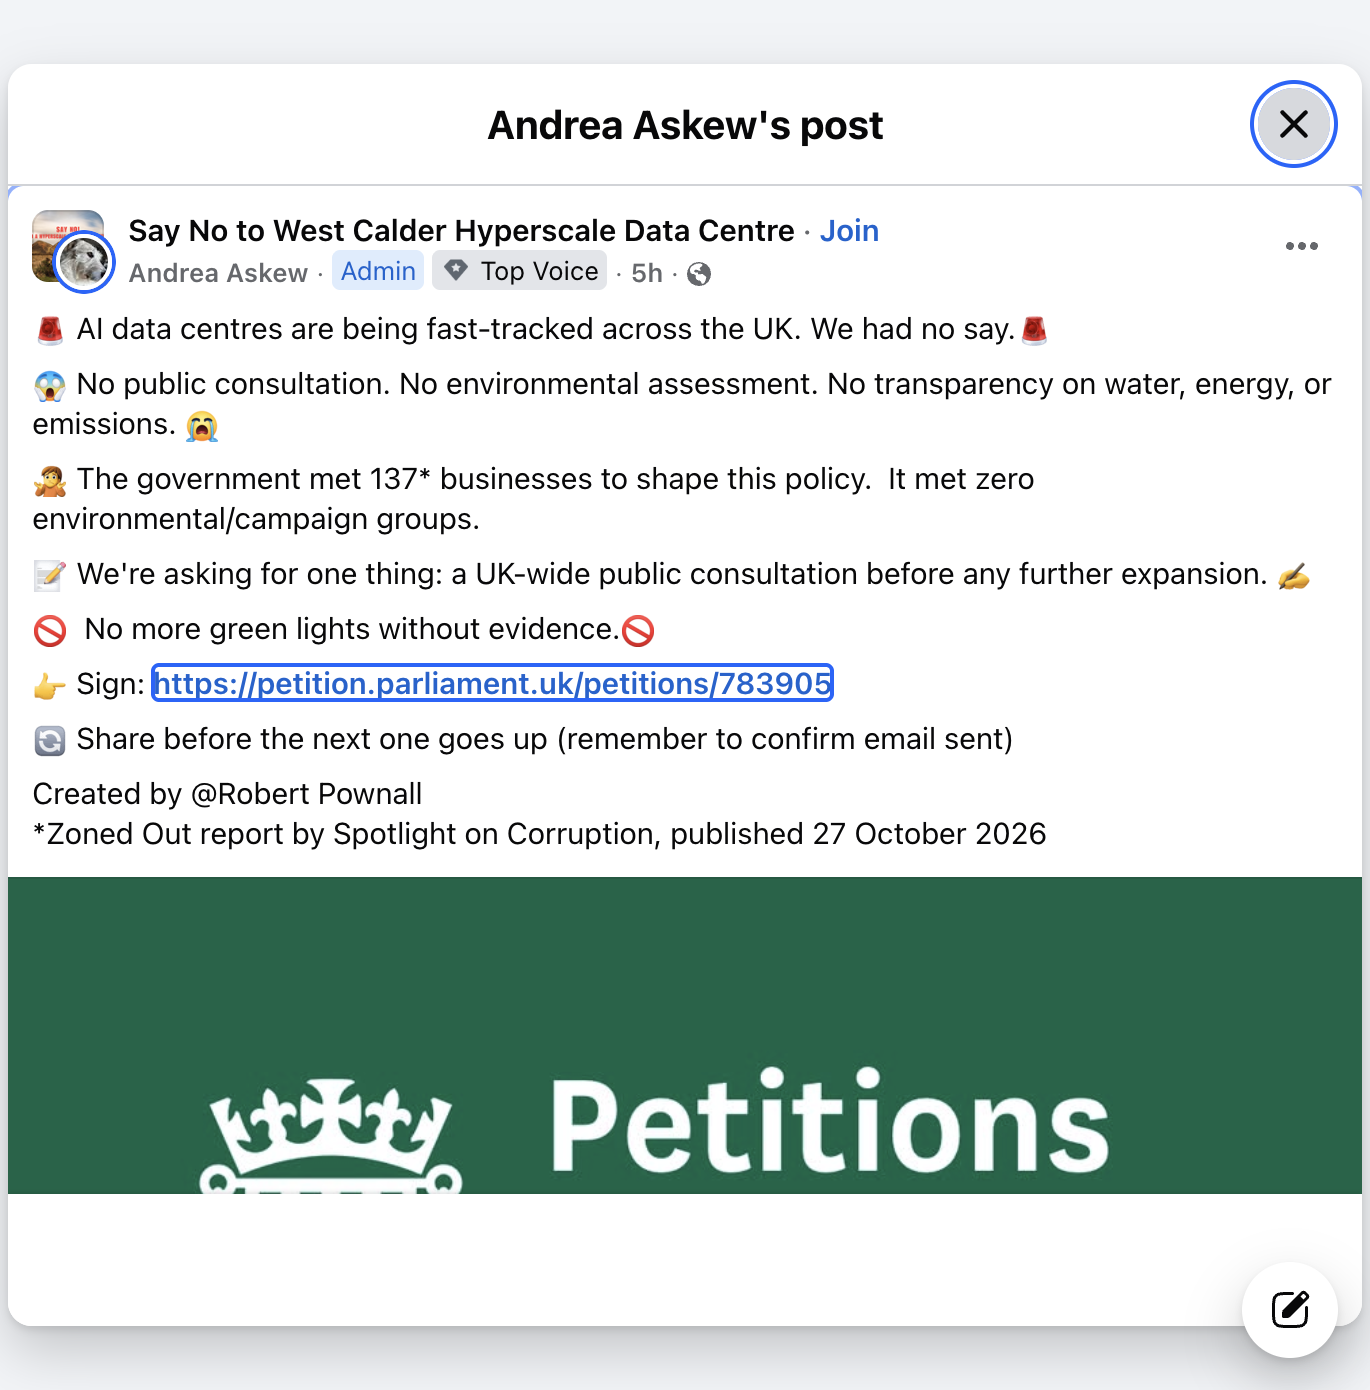 Andrea Askew's post
Say No to West Calder Hyperscale Data Centre · Join
Andrea Askew · Admin Top Voice · 5h ·
🚨 AI data centres are being fast-tracked across the UK. We had no say.🚨
😱 No public consultation. No environmental assessment. No transparency on water, energy, or
emissions. 😭
🤷 The government met 137* businesses to shape this policy.  It met zero
environmental/campaign groups.
📝 We're asking for one thing: a UK-wide public consultation before any further expansion. ✍️
🚫  No more green lights without evidence.🚫
👉 Sign: https://petition.parliament.uk/petitions/783905
🔄 Share before the next one goes up (remember to confirm email sent)
Created by @Robert Pownall
*Zoned Out report by Spotlight on Corruption, published 27 October 2026
Petitions